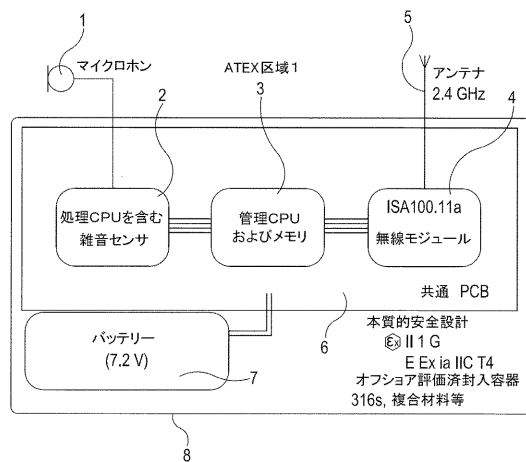 1
マイクロホン
2
ATEX 区域1
3
5
アンテナ
2.4 GHz
4
処理CPUを含む
雑音センサ
管理CPU
およびメモリ
ISA100.11a
無線モジュール
共通 PCB
6
バッテリー
(7.2 V)
7
本質的安全設計
Ex II 1 G
E Ex ia IIC T4
オフショア評価済封入容器
316s, 複合材料等
8